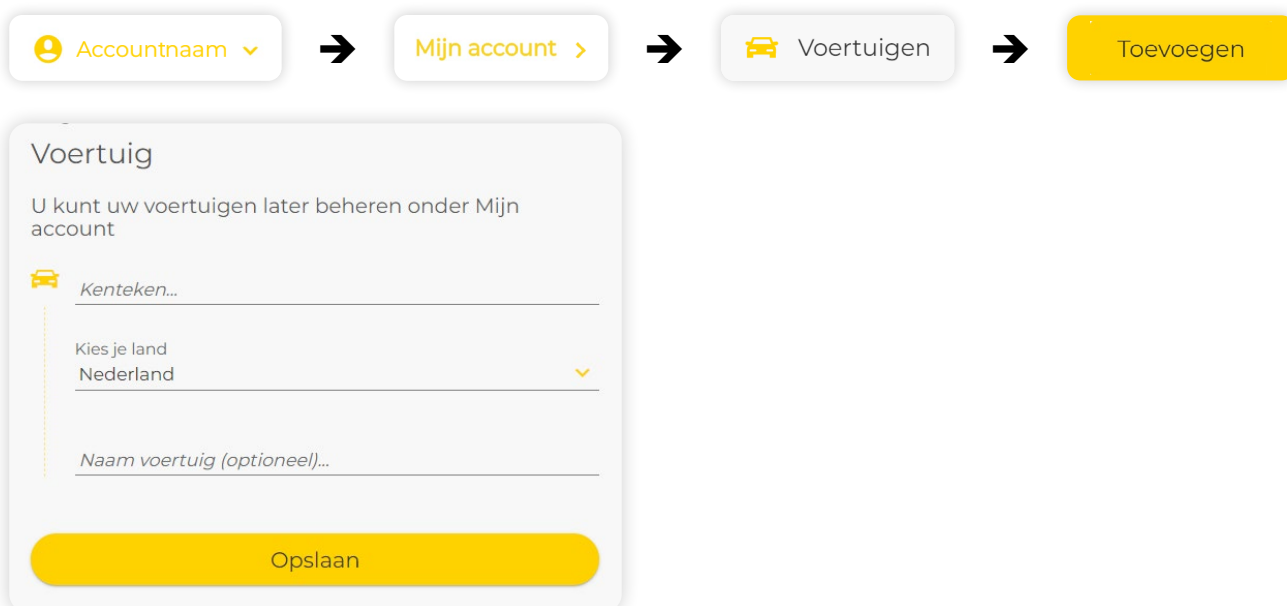 Accountnaam
Mijn account
Voertuigen
Toevoegen
Voertuig
U kunt uw voertuigen later beheren onder Mijn
account
Kenteken...
Kies je land
Nederland
Naam voertuig (optioneel)...
Opslaan